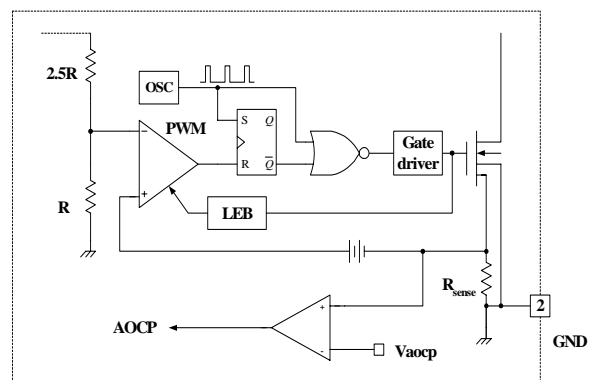 2.5R
OSC
PWM
S Q
R Q̅
Gate
driver
−
+
R
LEB
Rsense
2
GND
AOCP
+
-
Vaocp